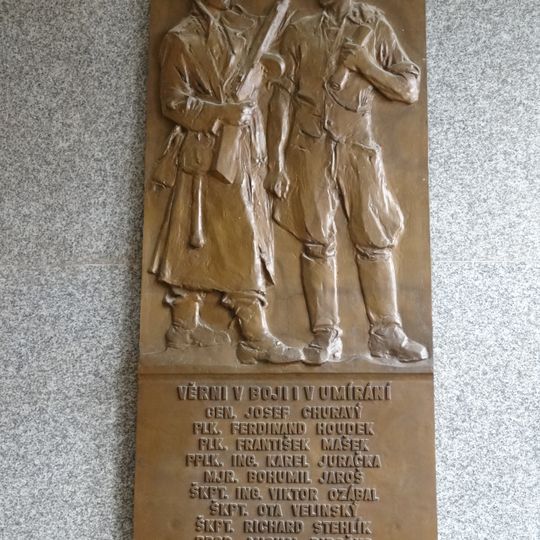 VĚRNI V BOJI I V UMÍRÁNÍ
GEN. JOSEF CHURAVÝ
PLK. FERDINAND HOUDEK
PLK. FRANTIŠEK MAŠEK
PPLK. ING. KAREL JURAČKA
MJR. BOHUMIL JAROŠ
ŠKPT. ING. VIKTOR OZÁBAL
ŠKPT. OTA VELINSKÝ
ŠKPT. RICHARD STEHLÍK